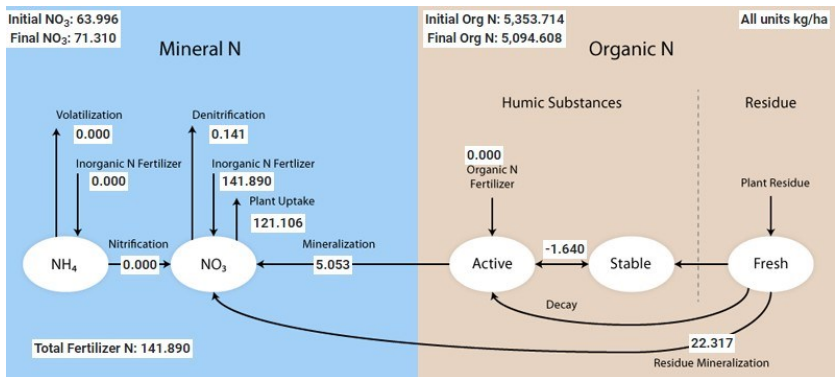 Initial NO₃: 63.996
Final NO₃: 71.310
Mineral N
Initial Org N: 5,353.714
Final Org N: 5,094.608
All units kg/ha
Organic N
Humic Substances
Residue
Volatilization
0.000
Denitrification
0.141
Inorganic N Fertilizer
0.000
Inorganic N Fertlizer
141.890
Plant Uptake
121.106
0.000
Organic N
Fertilizer
Plant Residue
NH₄
Nitrification
0.000
NO₃
Mineralization
5.053
Active
-1.640
Stable
Fresh
Decay
22.317
Residue Mineralization
Total Fertilizer N: 141.890